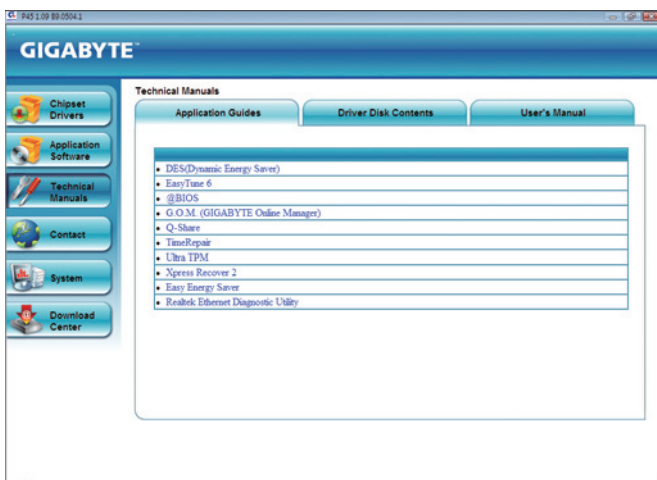 P45 1.09 B9.0504.1
GIGABYTE™
Chipset
Drivers
Application
Software
Technical
Manuals
Contact
System
Download
Center
Technical Manuals
Application Guides
Driver Disk Contents
User's Manual
• DES(Dynamic Energy Saver)
• EasyTune 6
• @BIOS
• G.O.M. (GIGABYTE Online Manager)
• Q-Share
• TimeRepair
• Ultra TPM
• Xpress Recover 2
• Easy Energy Saver
• Realtek Ethernet Diagnostic Utility